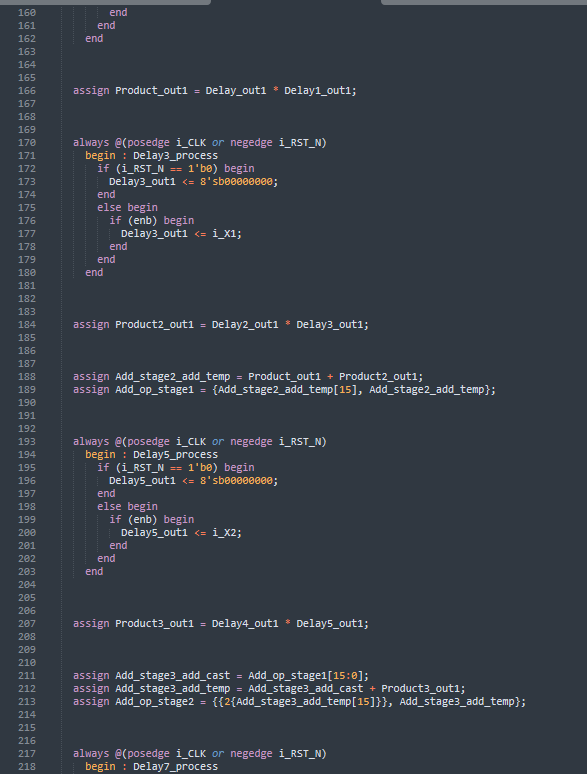 160 end
161 end
162 end
163
164
165
166 assign Product_out1 = Delay_out1 * Delay1_out1;
167
168
169
170 always @(posedge i_CLK or negedge i_RST_N)
171 begin : Delay3_process
172 if (i_RST_N == 1'b0) begin
173 Delay3_out1 <= 8'sb00000000;
174 end
175 else begin
176 if (enb) begin
177 Delay3_out1 <= i_X1;
178 end
179 end
180 end
181
182
183
184 assign Product2_out1 = Delay2_out1 * Delay3_out1;
185
186
187
188 assign Add_stage2_add_temp = Product_out1 + Product2_out1;
189 assign Add_op_stage1 = {Add_stage2_add_temp[15], Add_stage2_add_temp};
190
191
192
193 always @(posedge i_CLK or negedge i_RST_N)
194 begin : Delay5_process
195 if (i_RST_N == 1'b0) begin
196 Delay5_out1 <= 8'sb00000000;
197 end
198 else begin
199 if (enb) begin
200 Delay5_out1 <= i_X2;
201 end
202 end
203 end
204
205
206
207 assign Product3_out1 = Delay4_out1 * Delay5_out1;
208
209
210
211 assign Add_stage3_add_cast = Add_op_stage1[15:0];
212 assign Add_stage3_add_temp = Add_stage3_add_cast + Product3_out1;
213 assign Add_op_stage2 = {{2{Add_stage3_add_temp[15]}}, Add_stage3_add_temp};
214
215
216
217 always @(posedge i_CLK or negedge i_RST_N)
218 begin : Delay7_process